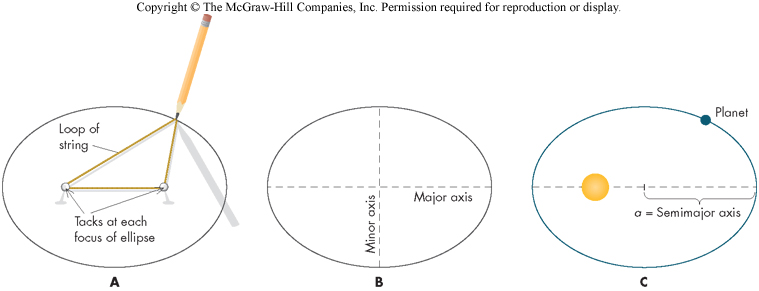 Copyright © The McGraw-Hill Companies, Inc. Permission required for reproduction or display.
Loop of
string
Tacks at each
focus of ellipse
A
Major axis
Minor axis
B
Planet
a = Semimajor axis
C